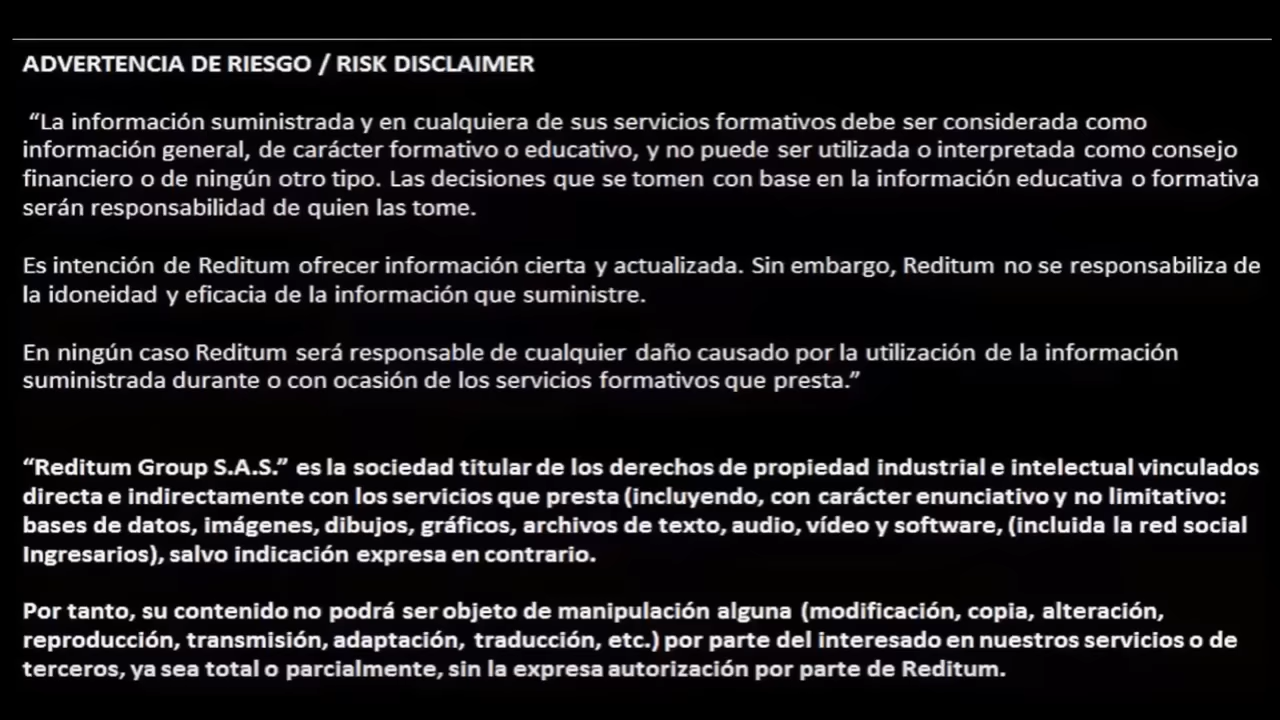 ADVERTENCIA DE RIESGO / RISK DISCLAIMER
“La información suministrada y en cualquiera de sus servicios formativos debe ser considerada como
información general, de carácter formativo o educativo, y no puede ser utilizada o interpretada como consejo
financiero o de ningún otro tipo. Las decisiones que se tomen con base en la información educativa o formativa
serán responsabilidad de quien las tome.
Es intención de Reditum ofrecer información cierta y actualizada. Sin embargo, Reditum no se responsabiliza de
la idoneidad y eficacia de la información que suministre.
En ningún caso Reditum será responsable de cualquier daño causado por la utilización de la información
suministrada durante o con ocasión de los servicios formativos que presta.”
“Reditum Group S.A.S.” es la sociedad titular de los derechos de propiedad industrial e intelectual vinculados
directa e indirectamente con los servicios que presta (incluyendo, con carácter enunciativo y no limitativo:
bases de datos, imágenes, dibujos, gráficos, archivos de texto, audio, vídeo y software, (incluida la red social
Ingresarios), salvo indicación expresa en contrario.
Por tanto, su contenido no podrá ser objeto de manipulación alguna (modificación, copia, alteración,
reproducción, transmisión, adaptación, traducción, etc.) por parte del interesado en nuestros servicios o de
terceros, ya sea total o parcialmente, sin la expresa autorización por parte de Reditum.